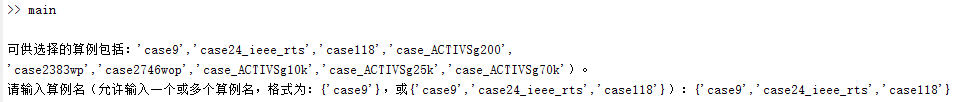 >> main
可供选择的算例包括：'case9','case24_ieee_rts','case118','case_ACTIVSg200',
'case2383wp','case2746wop','case_ACTIVSg10k','case_ACTIVSg25k','case_ACTIVSg70k'）。
请输入算例名（允许输入一个或多个算例名，格式为：{'case9'}，或{'case9','case24_ieee_rts','case118'}）：{'case9','case24_ieee_rts','case118'}